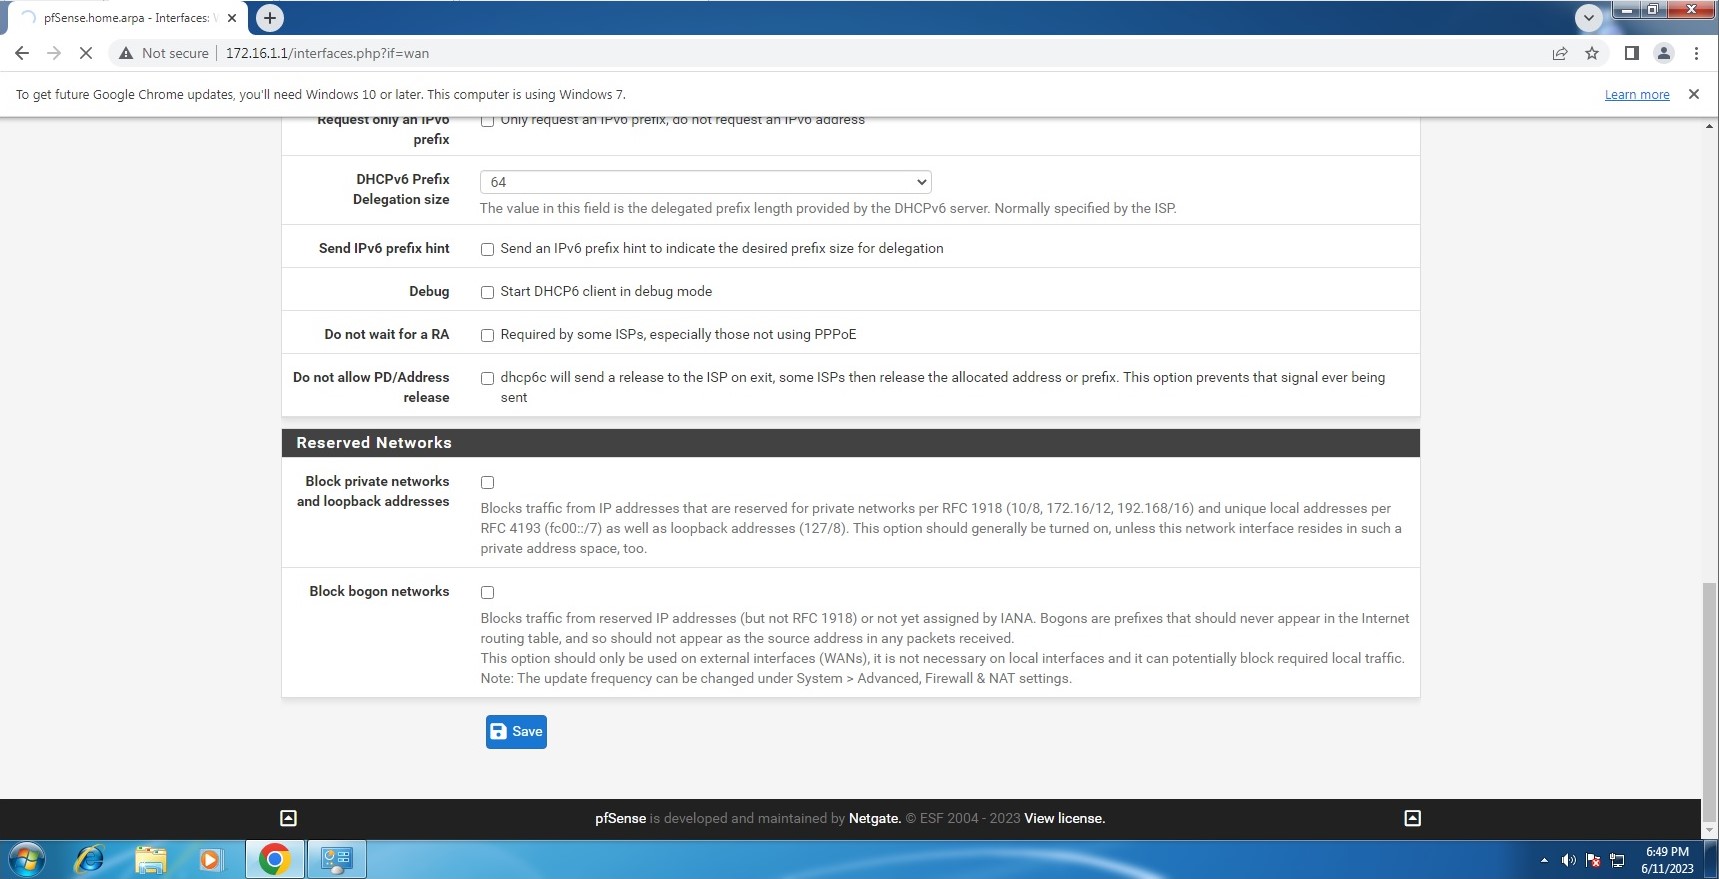 pfSense.home.arpa - Interfaces: W
Not secure
172.16.1.1/interfaces.php?if=wan
To get future Google Chrome updates, you'll need Windows 10 or later. This computer is using Windows 7.
Learn more
Request only an IPv6
prefix
Only request an IPv6 prefix, do not request an IPv6 address
DHCPv6 Prefix
Delegation size
64
The value in this field is the delegated prefix length provided by the DHCPv6 server. Normally specified by the ISP.
Send IPv6 prefix hint
Send an IPv6 prefix hint to indicate the desired prefix size for delegation
Debug
Start DHCP6 client in debug mode
Do not wait for a RA
Required by some ISPs, especially those not using PPPoE
Do not allow PD/Address
release
dhcp6c will send a release to the ISP on exit, some ISPs then release the allocated address or prefix. This option prevents that signal ever being
sent
Reserved Networks
Block private networks
and loopback addresses
Blocks traffic from IP addresses that are reserved for private networks per RFC 1918 (10/8, 172.16/12, 192.168/16) and unique local addresses per
RFC 4193 (fc00::/7) as well as loopback addresses (127/8). This option should generally be turned on, unless this network interface resides in such a
private address space, too.
Block bogon networks
Blocks traffic from reserved IP addresses (but not RFC 1918) or not yet assigned by IANA. Bogons are prefixes that should never appear in the Internet
routing table, and so should not appear as the source address in any packets received.
This option should only be used on external interfaces (WANs), it is not necessary on local interfaces and it can potentially block required local traffic.
Note: The update frequency can be changed under System > Advanced, Firewall & NAT settings.
Save
pfSense is developed and maintained by Netgate. © ESF 2004 - 2023 View license.
6:49 PM
6/11/2023